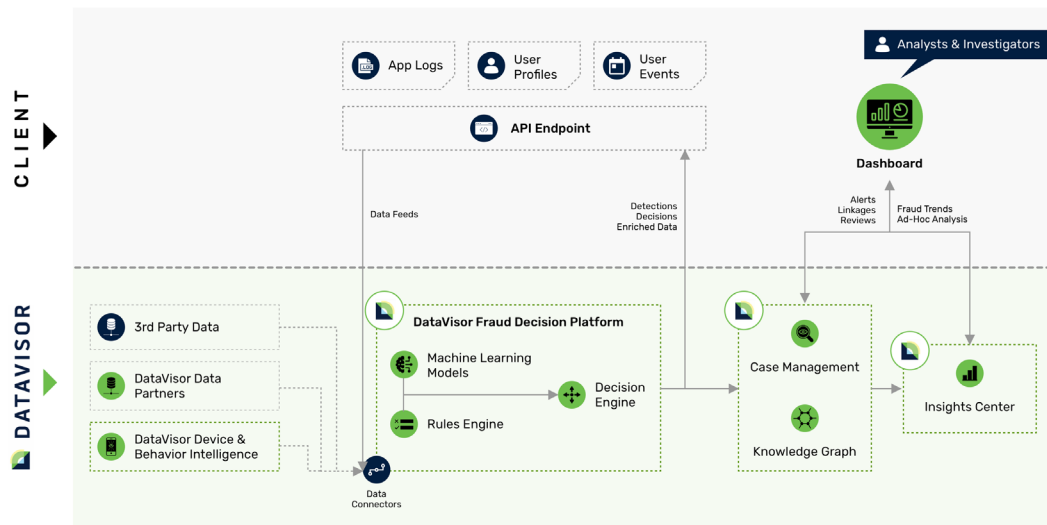 CLIENT
App Logs
User
Profiles
User
Events
Analysts & Investigators
.LOG
API Endpoint
Dashboard
Data Feeds
Detections
Decisions
Enriched Data
Alerts
Linkages
Reviews
Fraud Trends
Ad-Hoc Analysis
DATAVISOR
3rd Party Data
DataVisor Data
Partners
DataVisor Device &
Behavior Intelligence
Data
Connectors
DataVisor Fraud Decision Platform
Machine Learning
Models
Rules Engine
Decision
Engine
Case Management
Knowledge Graph
Insights Center